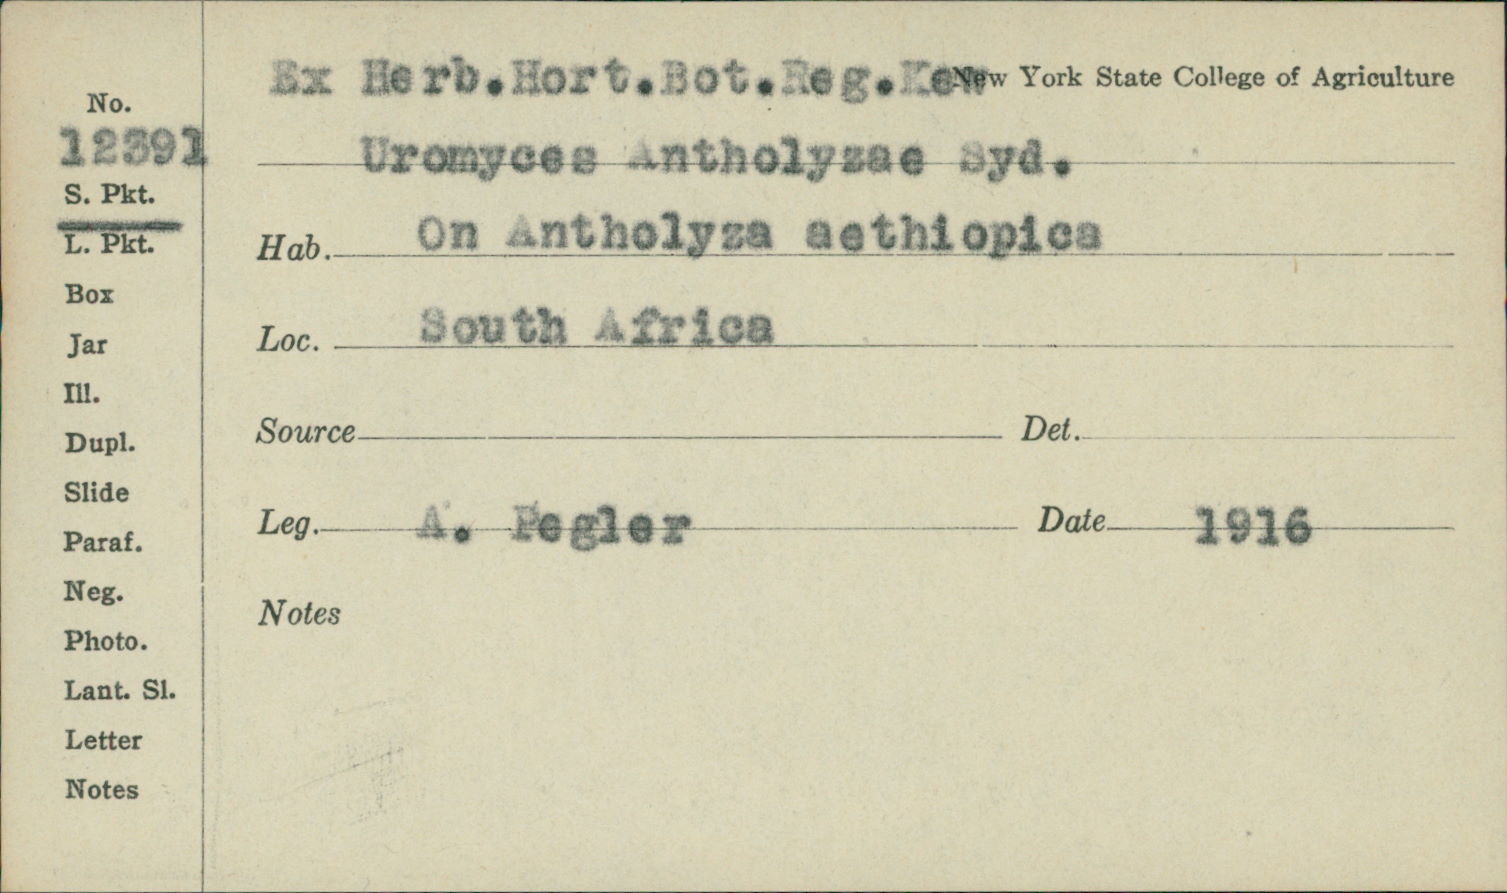 Ex Herb.Hort.Bot.Reg.Kew New York State College of Agriculture
No.
12391
Uromyces Antholyzae Syd.
S. Pkt.
L. Pkt.
Hab. On Antholyza aethiopica
Box
Jar
Loc. South Africa
Ill.
Dupl.
Source Det.
Slide
Paraf.
Leg. A. Pegler Date 1916
Neg.
Notes
Photo.
Lant. Sl.
Letter
Notes